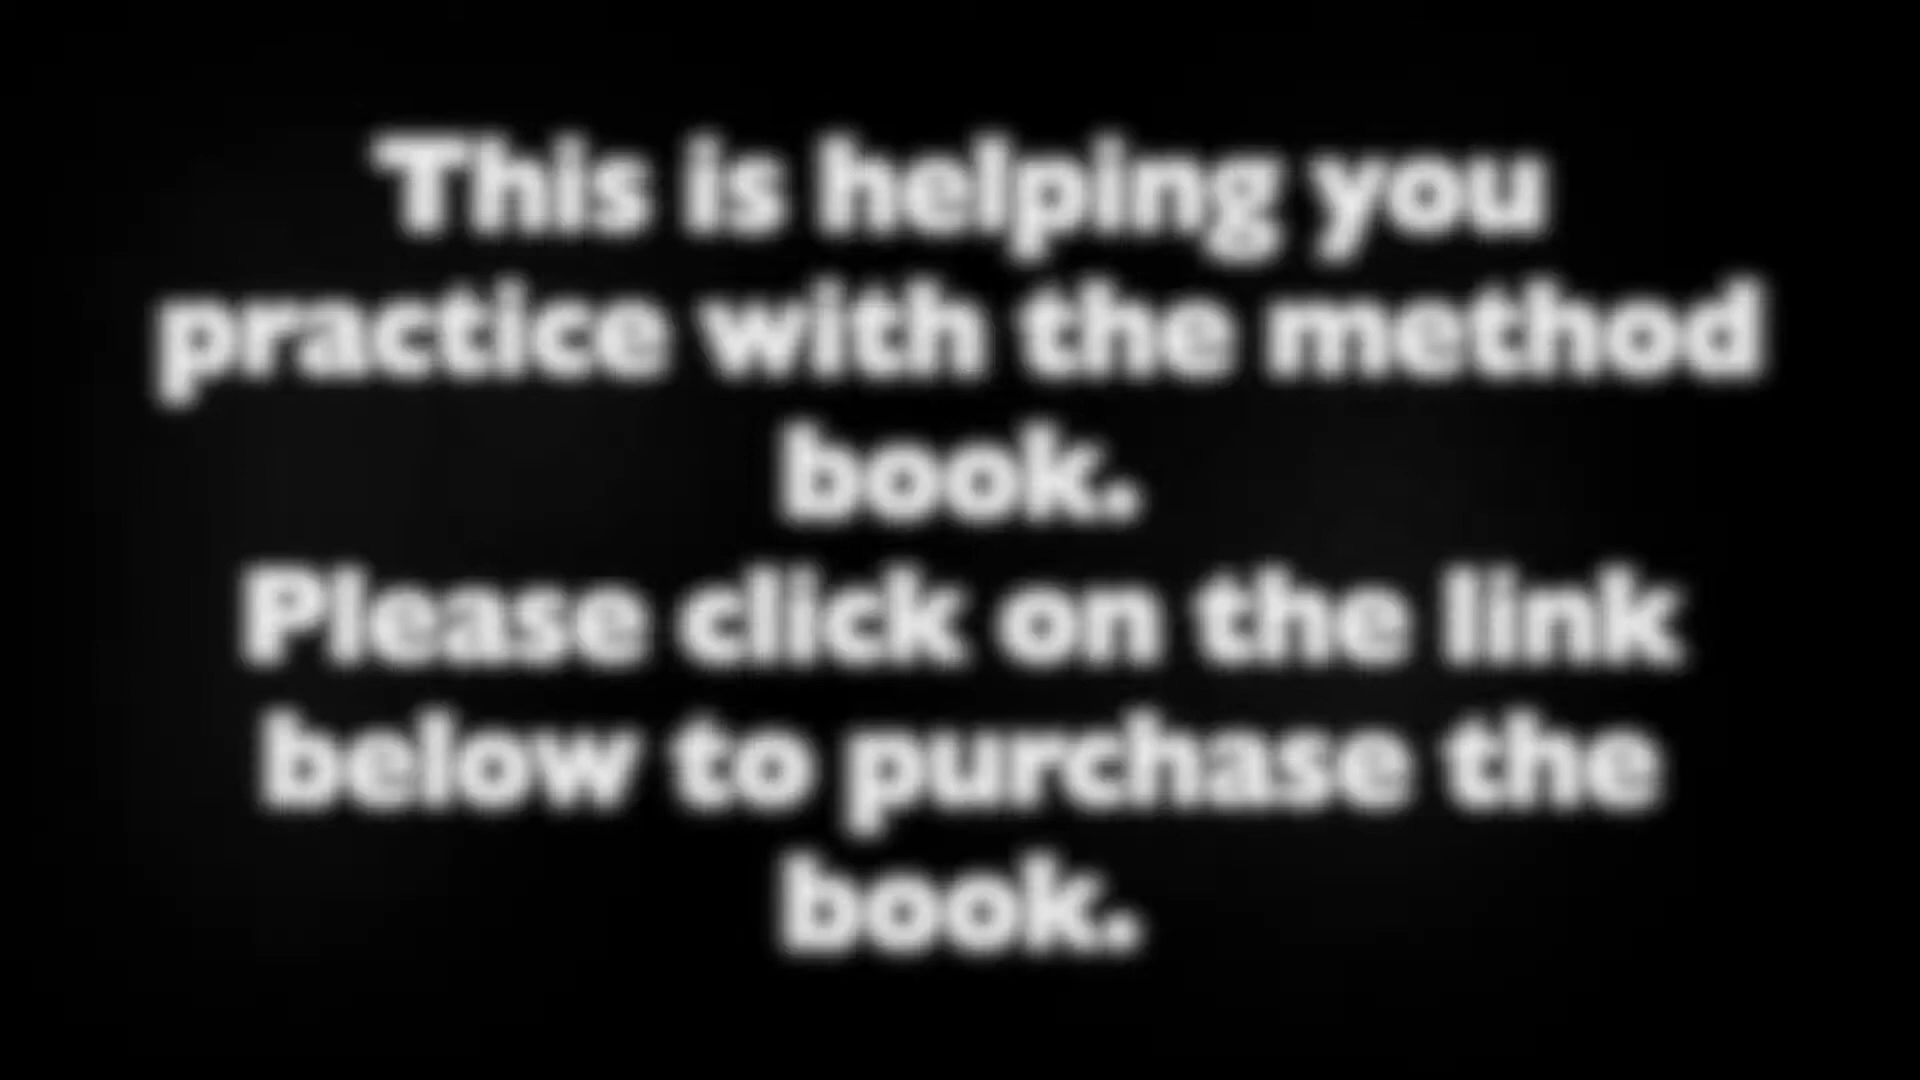 This is helping you
practice with the method
book.
Please click on the link
below to purchase the
book.